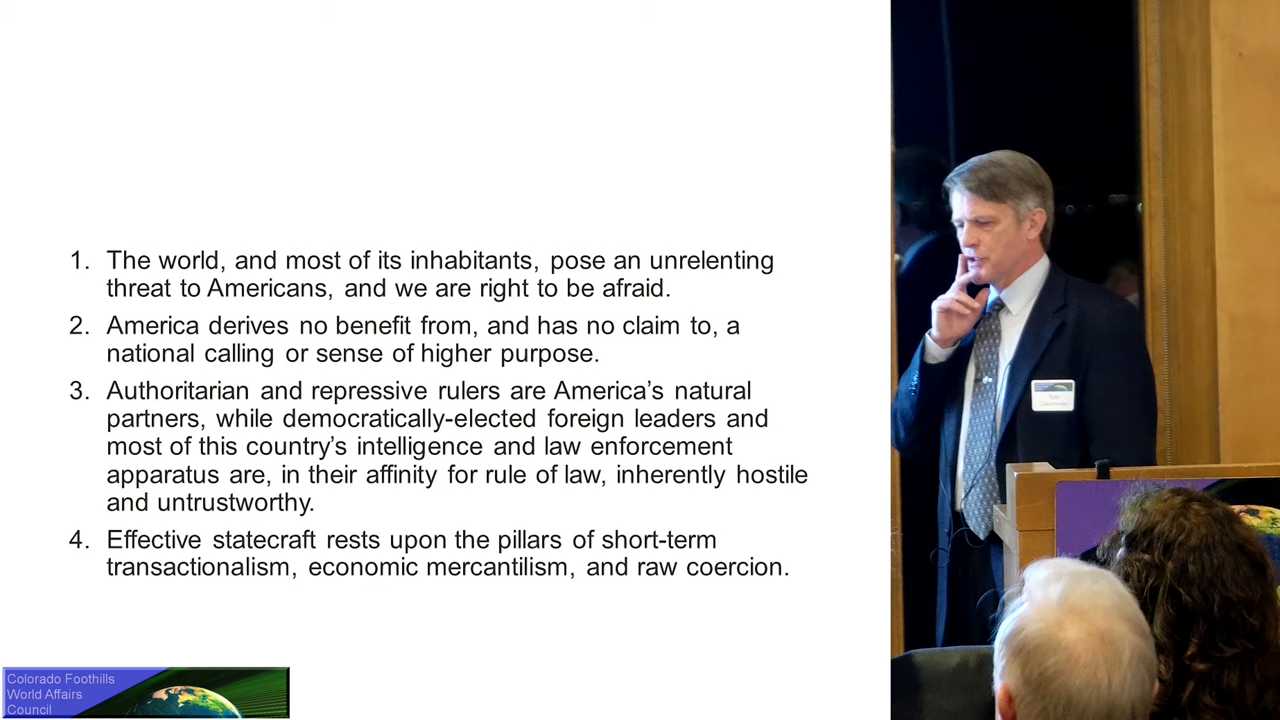 1. The world, and most of its inhabitants, pose an unrelenting
threat to Americans, and we are right to be afraid.
2. America derives no benefit from, and has no claim to, a
national calling or sense of higher purpose.
3. Authoritarian and repressive rulers are America’s natural
partners, while democratically-elected foreign leaders and
most of this country’s intelligence and law enforcement
apparatus are, in their affinity for rule of law, inherently hostile
and untrustworthy.
4. Effective statecraft rests upon the pillars of short-term
transactionalism, economic mercantilism, and raw coercion.
Colorado Foothills
World Affairs
Council
Tom